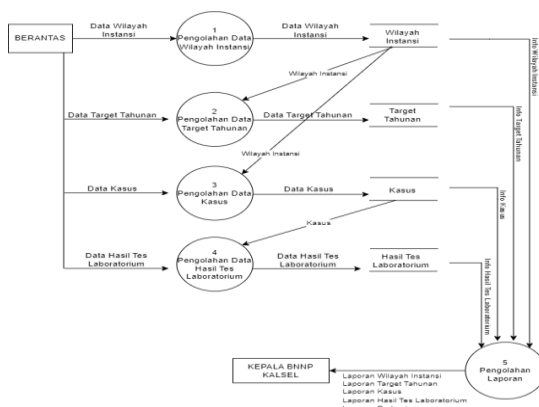 BERANTAS
Data Wilayah
Instansi
1
Pengolahan Data
Wilayah Instansi
Data Wilayah
Instansi
Wilayah
Instansi
Wilayah Instansi
Data Target Tahunan
2
Pengolahan Data
Target Tahunan
Data Target Tahunan
Target
Tahunan
Wilayah Instansi
Data Kasus
3
Pengolahan Data
Kasus
Data Kasus
Kasus
Kasus
Data Hasil Tes
Laboratorium
4
Pengolahan Data
Hasil Tes
Laboratorium
Data Hasil Tes
Laboratorium
Hasil Tes
Laboratorium
Info Wilayah Instansi
Info Target Tahunan
Info Kasus
Info Hasil Tes Laboratorium
5
Pengolahan
Laporan
KEPALA BNNP
KALSEL
Laporan Wilayah Instansi
Laporan Target Tahunan
Laporan Kasus
Laporan Hasil Tes Laboratorium